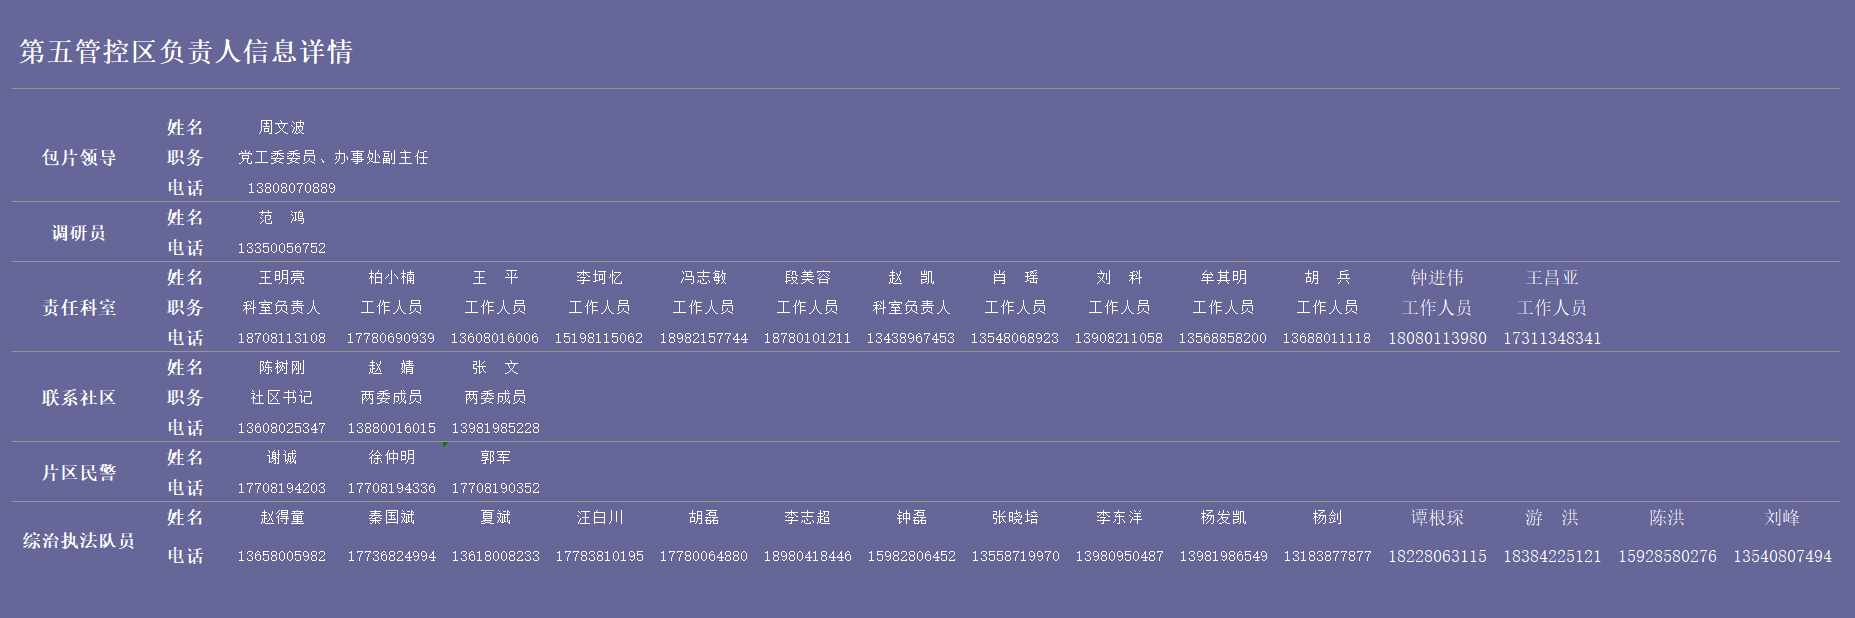 第五管控区负责人信息详情
姓名 周文波
包片领导 职务 党工委委员、办事处副主任
电话 13808070889
姓名 范 鸿
调研员
电话 13350056752
姓名 王明亮 柏小楠 王 平 李坷忆 冯志敏 段美容 赵 凯 肖 瑶 刘 科 牟其明 胡 兵 钟进伟 王昌亚
责任科室 职务 科室负责人 工作人员 工作人员 工作人员 工作人员 工作人员 科室负责人 工作人员 工作人员 工作人员 工作人员 工作人员 工作人员
电话 18708113108 17780690939 13608016006 15198115062 18982157744 18780101211 13438967453 13548068923 13908211058 13568858200 13688011118 18080113980 17311348341
姓名 陈树刚 赵 婧 张 文
联系社区 职务 社区书记 两委成员 两委成员
电话 13608025347 13880016015 13981985228
姓名 谢诚 徐仲明 郭军
片区民警
电话 17708194203 17708194336 17708190352
姓名 赵得童 秦国斌 夏斌 汪白川 胡磊 李志超 钟磊 张晓培 李东洋 杨发凯 杨剑 谭根琛 游 洪 陈洪 刘峰
综治执法队员
电话 13658005982 17736824994 13618008233 17783810195 17780064880 18980418446 15982806452 13558719970 13980950487 13981986549 13183877877 18228063115 18384225121 15928580276 13540807494